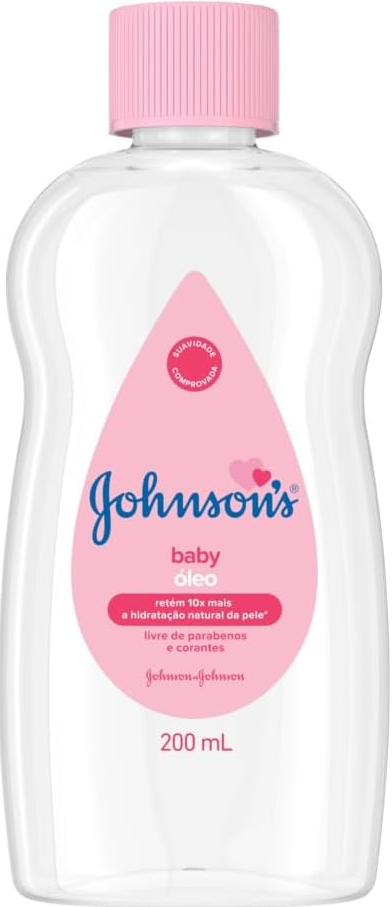 SUAVIDADE
COMPROVADA
Johnson's®
baby
óleo
retém 10x mais
a hidratação natural da pele*
livre de parabenos
e corantes
Johnson & Johnson
200 mL